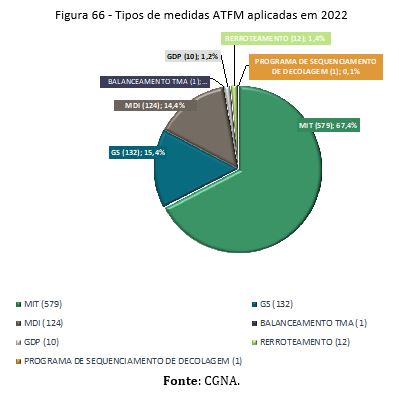 Figura 66 - Tipos de medidas ATFM aplicadas em 2022
RERROTEAMENTO (12); 1,4%
GDP (10); 1,2%
PROGRAMA DE SEQUENCIAMENTO
DE DECOLAGEM (1); 0,1%
BALANCEAMENTO TMA (1);...
MDI (124); 14,4%
MIT (579); 67,4%
GS (132); 15,4%
MIT (579)
GS (132)
MDI (124)
BALANCEAMENTO TMA (1)
GDP (10)
RERROTEAMENTO (12)
PROGRAMA DE SEQUENCIAMENTO DE DECOLAGEM (1)
Fonte: CGNA.